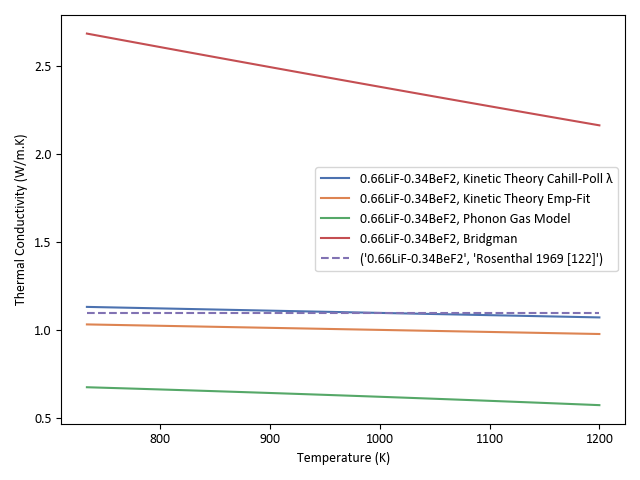 Thermal Conductivity (W/m.K)
2.5
2.0
1.5
1.0
0.5
0.66LiF-0.34BeF2, Kinetic Theory Cahill-Poll λ
0.66LiF-0.34BeF2, Kinetic Theory Emp-Fit
0.66LiF-0.34BeF2, Phonon Gas Model
0.66LiF-0.34BeF2, Bridgman
('0.66LiF-0.34BeF2', 'Rosenthal 1969 [122]')
800 900 1000 1100 1200
Temperature (K)